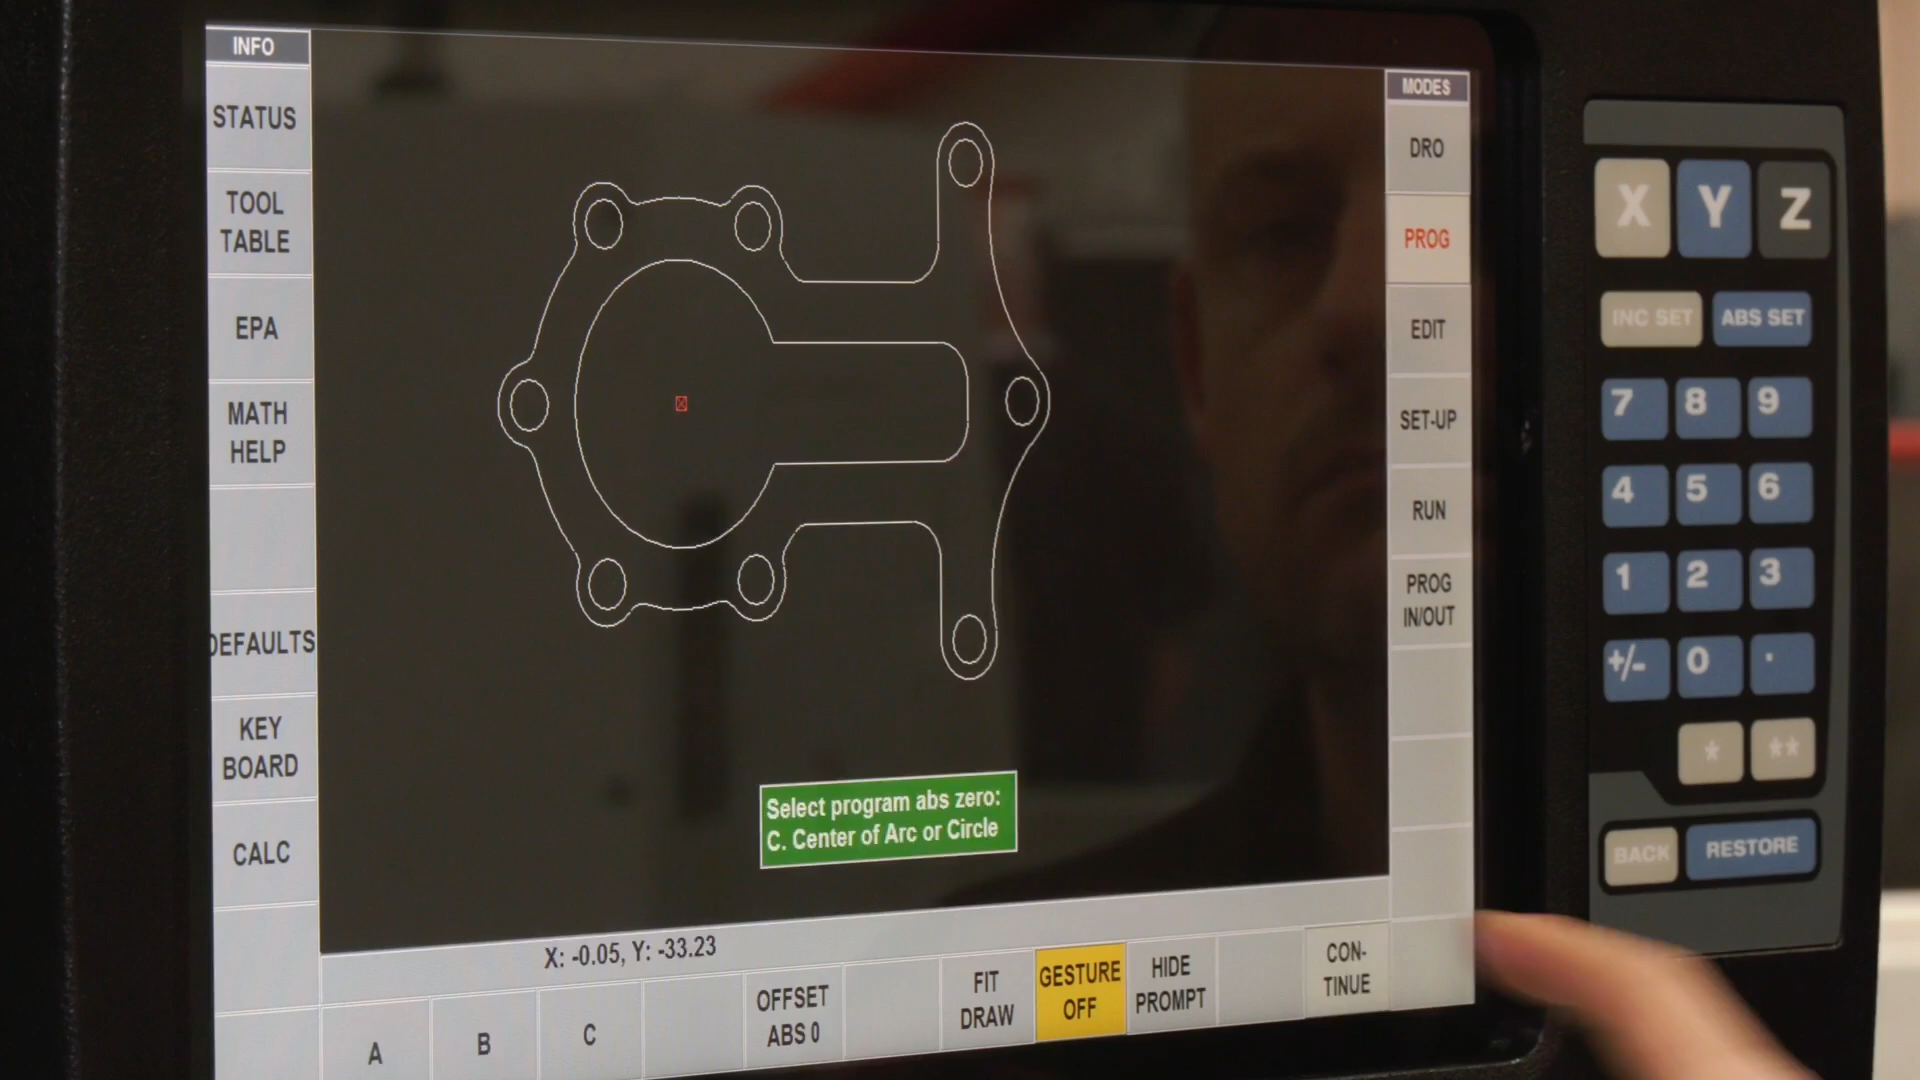 INFO
STATUS
TOOL
TABLE
EPA
MATH
HELP
DEFAULTS
KEY
BOARD
CALC
MODES
DRO
PROG
EDIT
SET-UP
RUN
PROG
IN/OUT
Select program abs zero:
C. Center of Arc or Circle
X: -0.05, Y: -33.23
A
B
C
OFFSET
ABS 0
FIT
DRAW
GESTURE
OFF
HIDE
PROMPT
CON-
TINUE
X Y Z
INC SET ABS SET
7 8 9
4 5 6
1 2 3
+/- 0 .
* **
BACK RESTORE